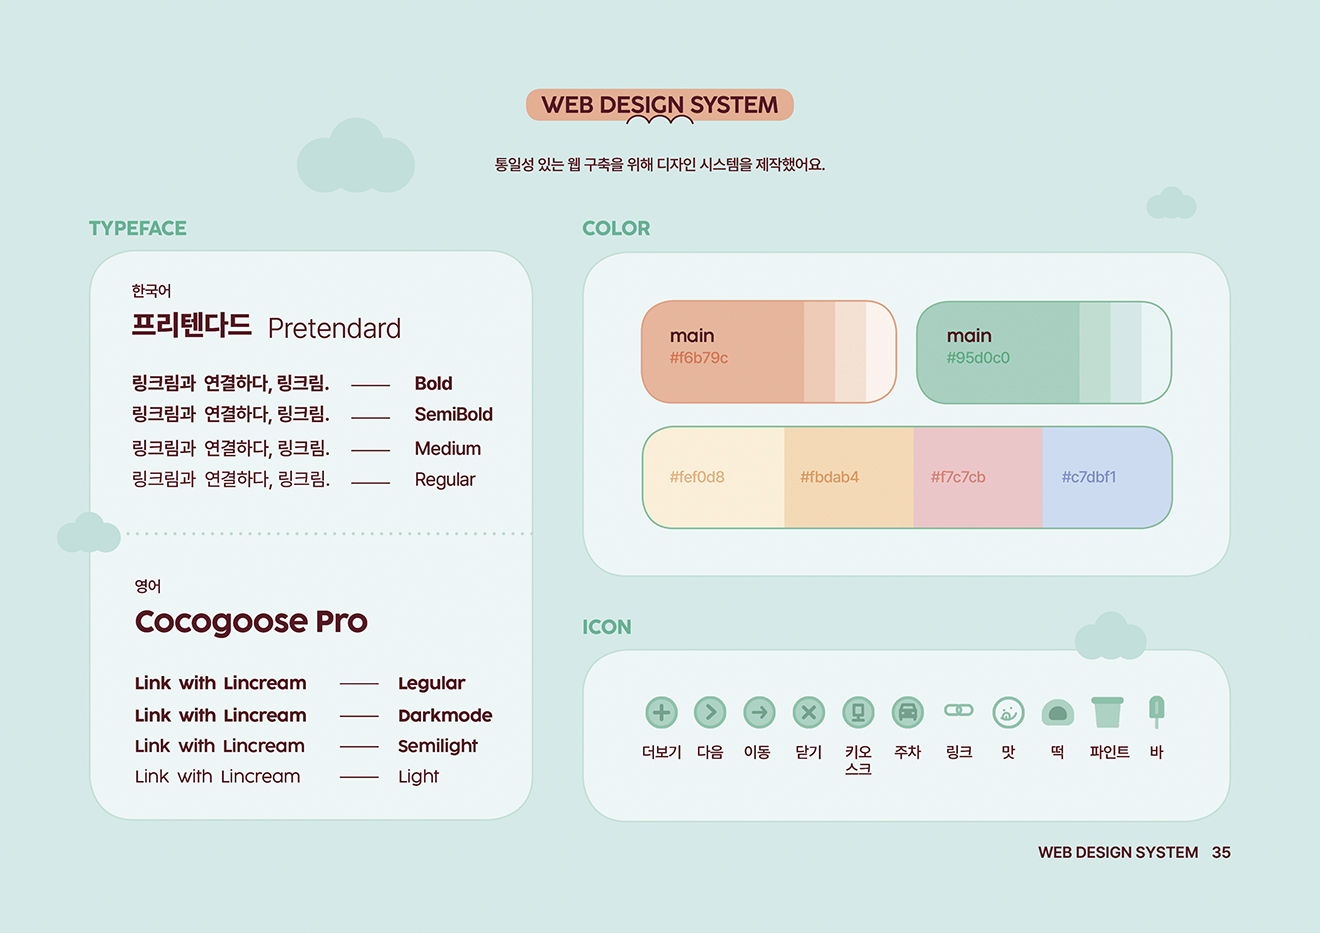 WEB DESIGN SYSTEM
통일성 있는 웹 구축을 위해 디자인 시스템을 제작했어요.
TYPEFACE
한국어
프리텐다드 Pretendard
링크림과 연결하다, 링크림. Bold
링크림과 연결하다, 링크림. SemiBold
링크림과 연결하다, 링크림. Medium
링크림과 연결하다, 링크림. Regular
영어
Cocogoose Pro
Link with Lincream Legular
Link with Lincream Darkmode
Link with Lincream Semilight
Link with Lincream Light
COLOR
main
#f6b79c
main
#95d0c0
#fef0d8 #fbdab4 #f7c7cb #c7dbf1
ICON
더보기 다음 이동 닫기 키오 주차 링크 맛 떡 파인트 바
스크
WEB DESIGN SYSTEM 35